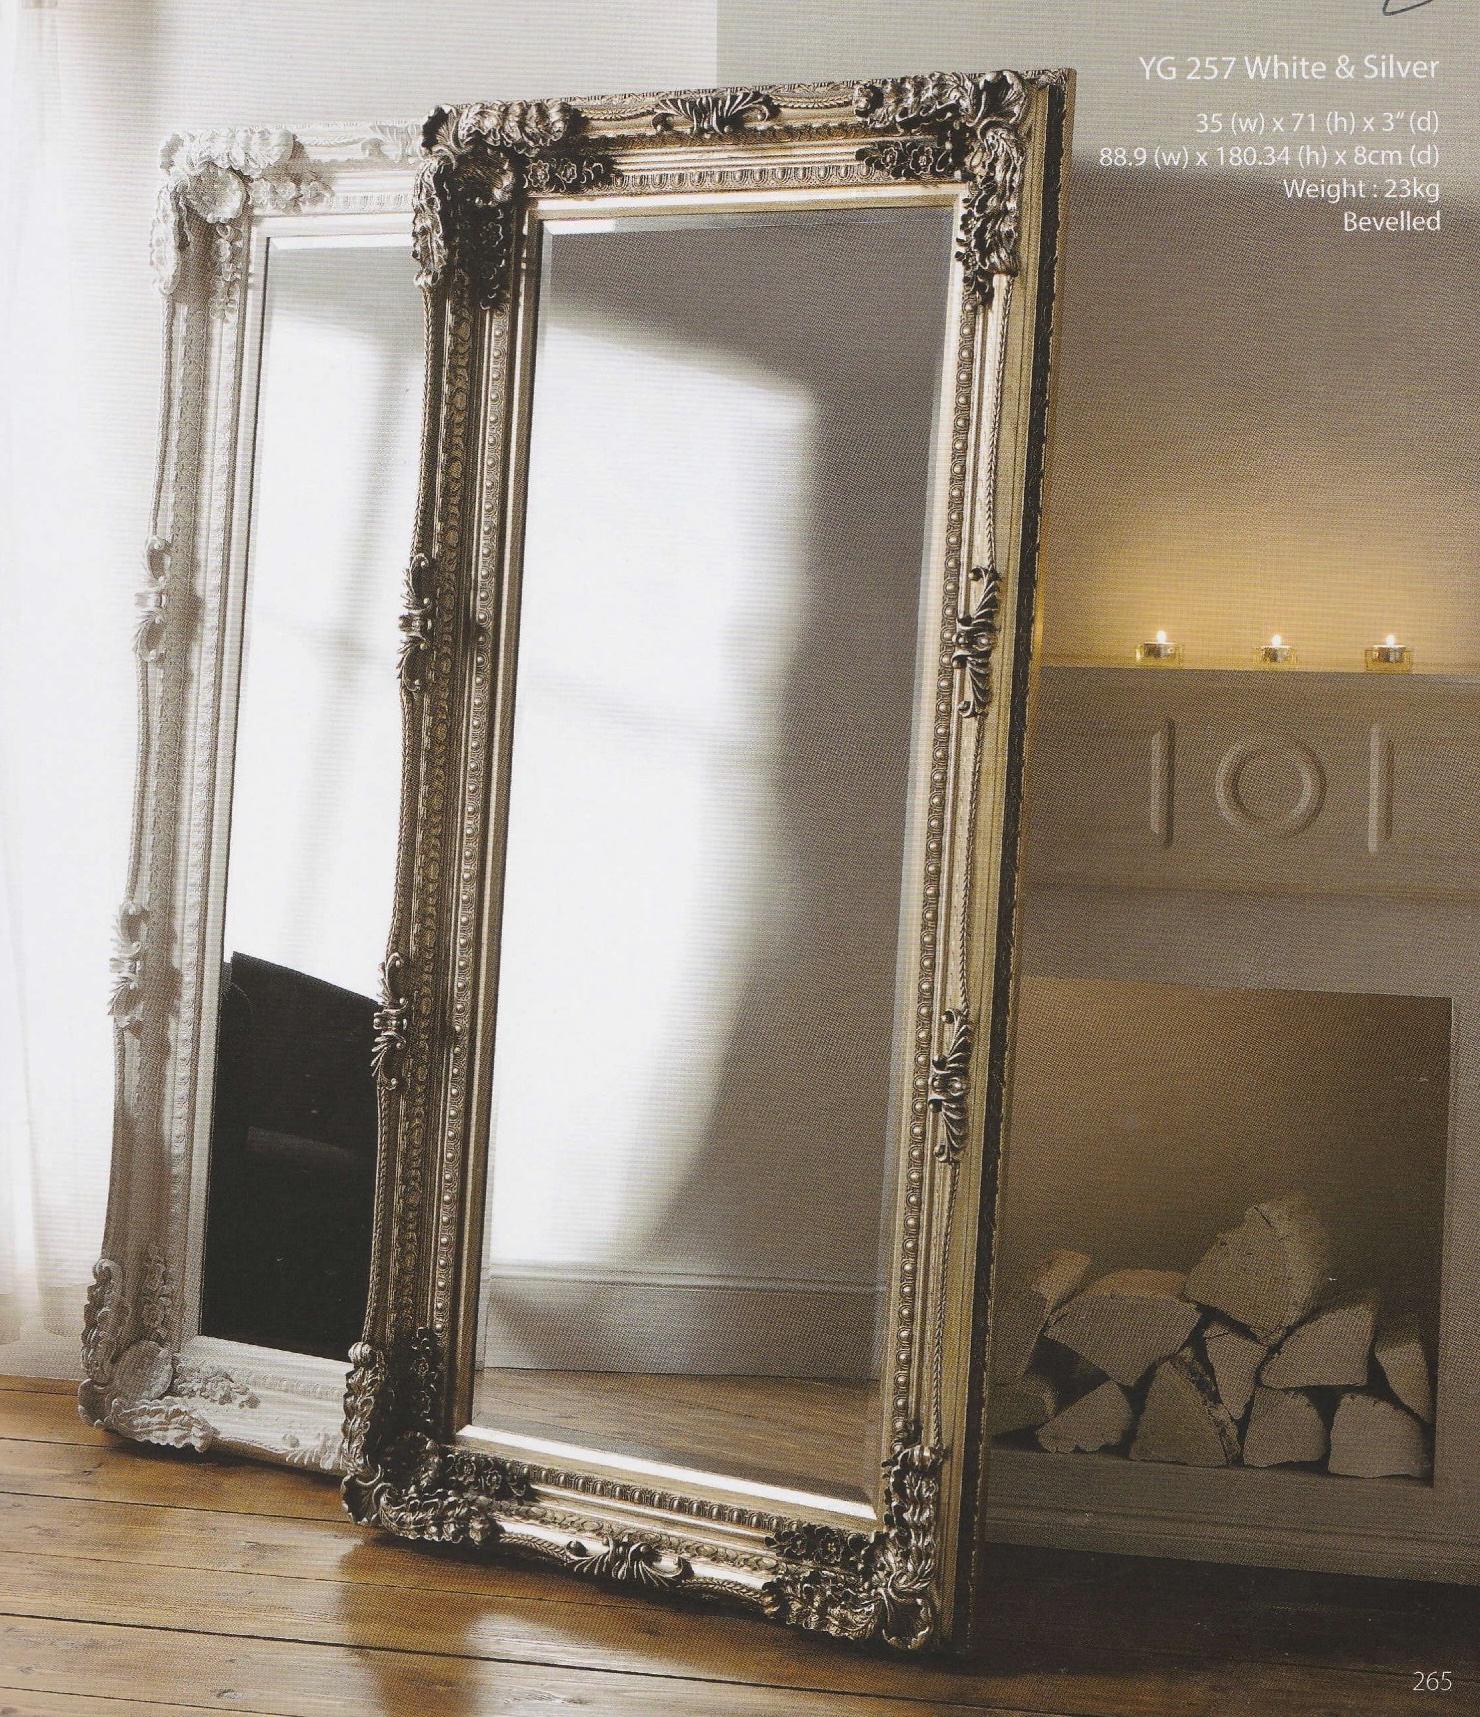 YG 257 White & Silver
35 (w) x 71 (h) x 3" (d)
88.9 (w) x 180.34 (h) x 8cm (d)
Weight : 23kg
Bevelled
265